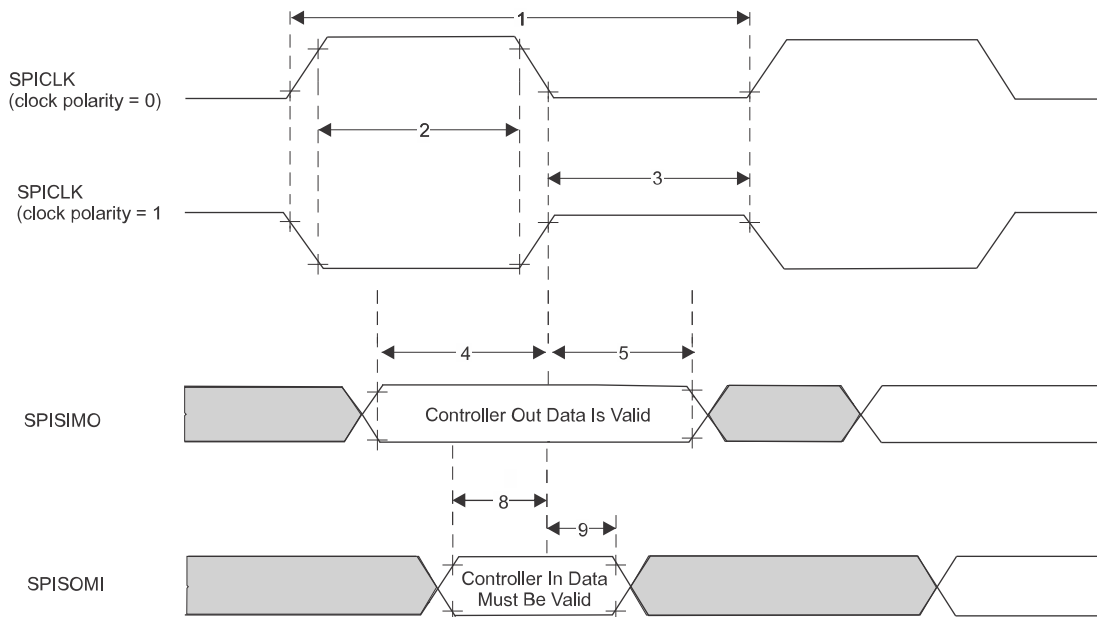 1
SPICLK
(clock polarity = 0)
2
3
SPICLK
(clock polarity = 1
4
5
SPISIMO
Controller Out Data Is Valid
8
9
SPISOMI
Controller In Data
Must Be Valid